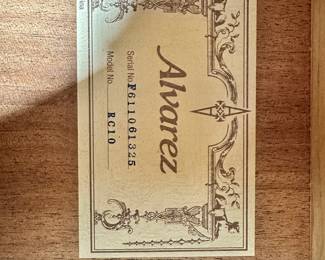 Alvarez
Serial No. F611061325
Model No. RC10